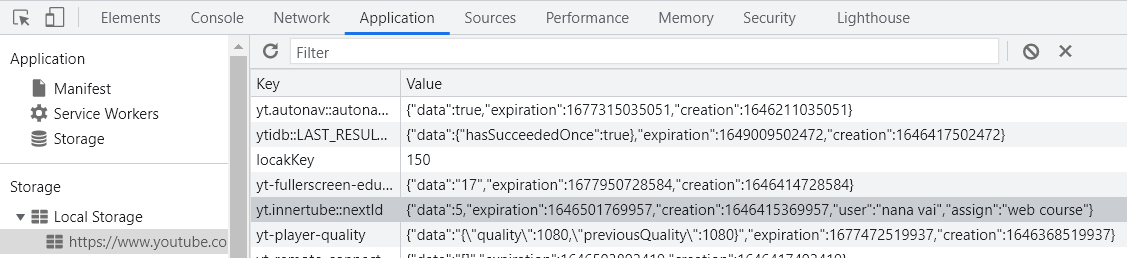 Elements Console Network Application Sources Performance Memory Security Lighthouse
Application
Manifest
Service Workers
Storage
Storage
Local Storage
https://www.youtube.co
Filter
Key Value
yt.autonav::autona... {"data":true,"expiration":1677315035051,"creation":1646211035051}
ytidb::LAST_RESUL... {"data":{"hasSucceededOnce":true},"expiration":1649009502472,"creation":1646417502472}
locakKey 150
yt-fullerscreen-edu... {"data":"17","expiration":1677950728584,"creation":1646414728584}
yt.innertube::nextId {"data":5,"expiration":1646501769957,"creation":1646415369957,"user":"nana vai","assign":"web course"}
yt-player-quality {"data":"{\"quality\":1080,\"previousQuality\":1080}","expiration":1677472519937,"creation":1646368519937}